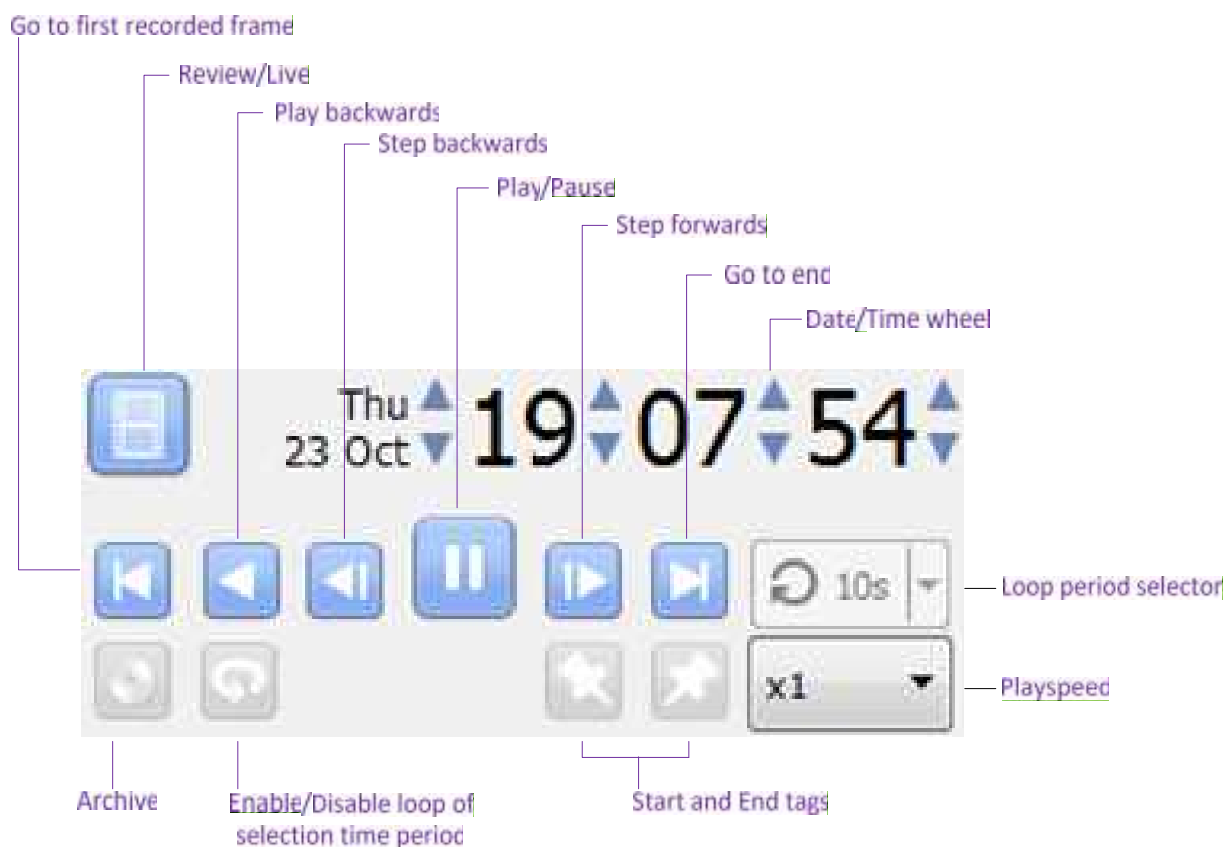 Go to first recorded frame
Review/Live
Play backwards
Step backwards
Play/Pause
Step forwards
Go to end
Date/Time wheel
Thu
23 Oct
19 07 54
10s
Loop period selector
x1
Playspeed
Archive
Enable/Disable loop of
selection time period
Start and End tags